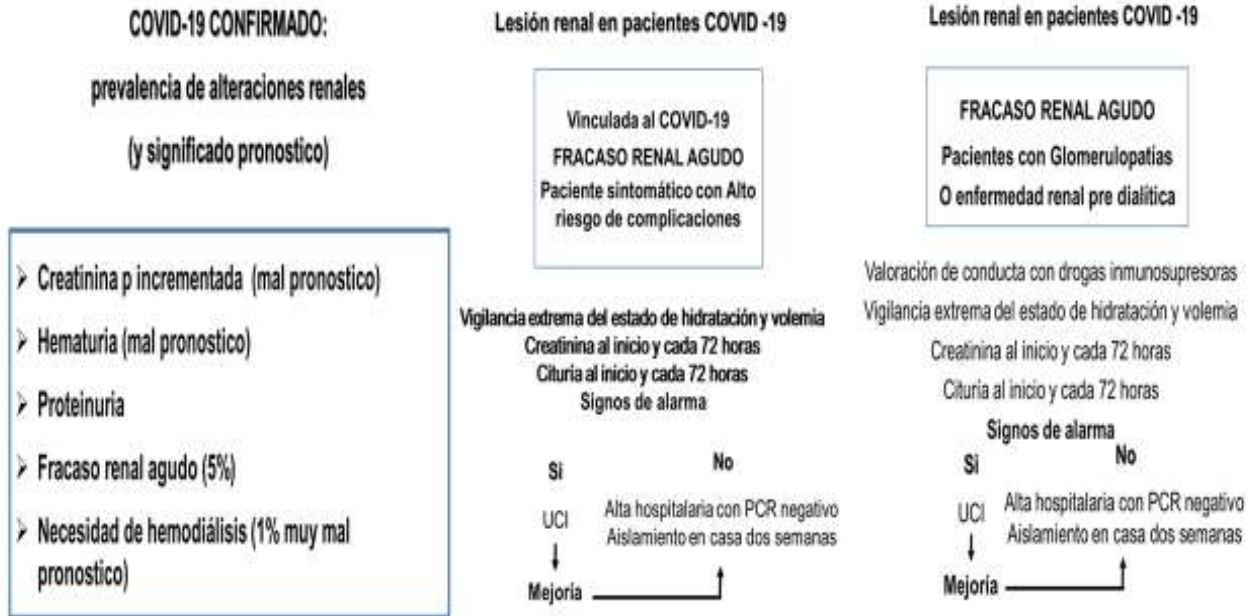 COVID-19 CONFIRMADO:
prevalencia de alteraciones renales
(y significado pronostico)
➢ Creatinina p incrementada (mal pronostico)
➢ Hematuria (mal pronostico)
➢ Proteinuria
➢ Fracaso renal agudo (5%)
➢ Necesidad de hemodiálisis (1% muy mal
pronostico)
Lesión renal en pacientes COVID -19
Vinculada al COVID-19
FRACASO RENAL AGUDO
Paciente sintomático con Alto
riesgo de complicaciones
Vigilancia extrema del estado de hidratación y volemia
Creatinina al inicio y cada 72 horas
Cituria al inicio y cada 72 horas
Signos de alarma
Si
No
UCI
Alta hospitalaria con PCR negativo
Aislamiento en casa dos semanas
Mejoría
Lesión renal en pacientes COVID -19
FRACASO RENAL AGUDO
Pacientes con Glomerulopatías
O enfermedad renal pre dialítica
Valoración de conducta con drogas inmunosupresoras
Vigilancia extrema del estado de hidratación y volemia
Creatinina al inicio y cada 72 horas
Cituria al inicio y cada 72 horas
Signos de alarma
Si
No
UCI
Alta hospitalaria con PCR negativo
Aislamiento en casa dos semanas
Mejoría